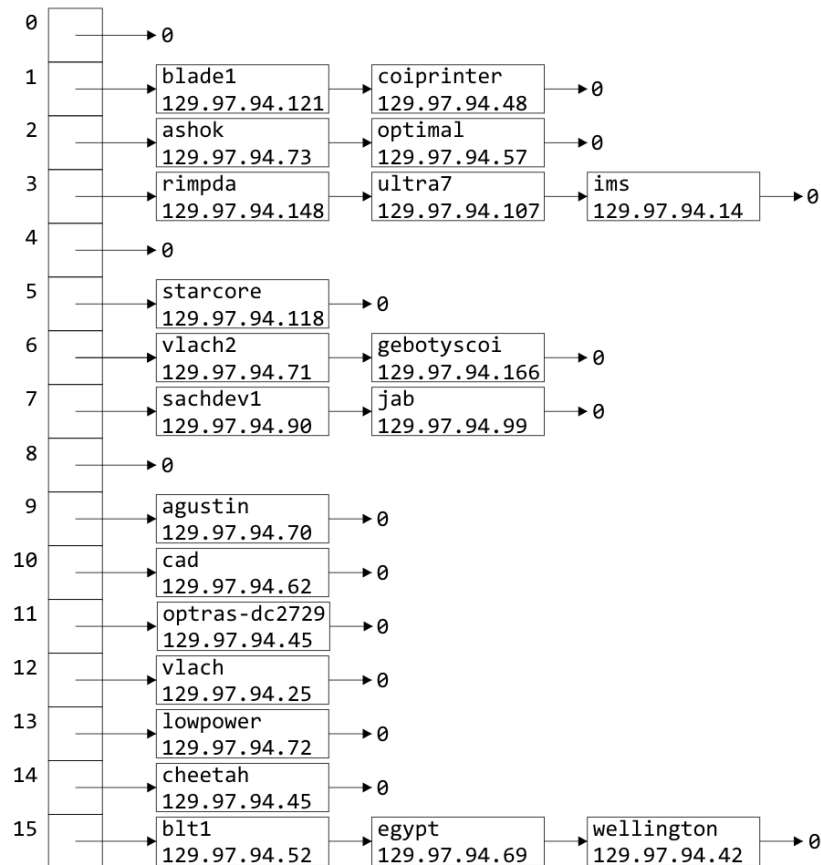 0 0
1 blade1 coiprinter 0
129.97.94.121 129.97.94.48
2 ashok optimal 0
129.97.94.73 129.97.94.57
3 rimpda ultra7 ims 0
129.97.94.148 129.97.94.107 129.97.94.14
4 0
5 starcore 0
129.97.94.118
6 vlach2 gebotyscoi 0
129.97.94.71 129.97.94.166
7 sachdev1 jab 0
129.97.94.90 129.97.94.99
8 0
9 agustin 0
129.97.94.70
10 cad 0
129.97.94.62
11 optras-dc2729 0
129.97.94.45
12 vlach 0
129.97.94.25
13 lowpower 0
129.97.94.72
14 cheetah 0
129.97.94.45
15 blt1 egypt wellington 0
129.97.94.52 129.97.94.69 129.97.94.42